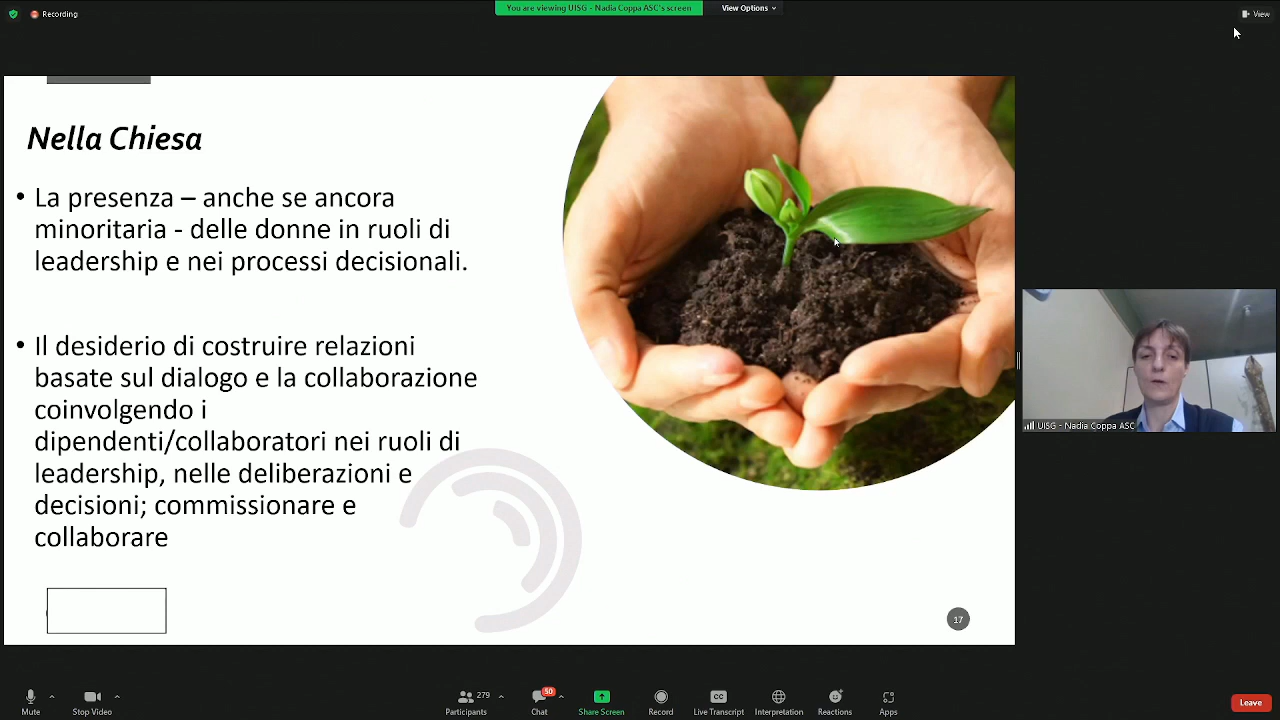 Recording
You are viewing UISG - Nadia Coppa ASC's screen
View Options
View
Nella Chiesa
• La presenza – anche se ancora
minoritaria - delle donne in ruoli di
leadership e nei processi decisionali.
• Il desiderio di costruire relazioni
basate sul dialogo e la collaborazione
coinvolgendo i
dipendenti/collaboratori nei ruoli di
leadership, nelle deliberazioni e
decisioni; commissionare e
collaborare
17
UISG - Nadia Coppa ASC
Mute
Stop Video
279
Participants
50
Chat
Share Screen
Record
CC
Live Transcript
Interpretation
Reactions
Apps
Leave